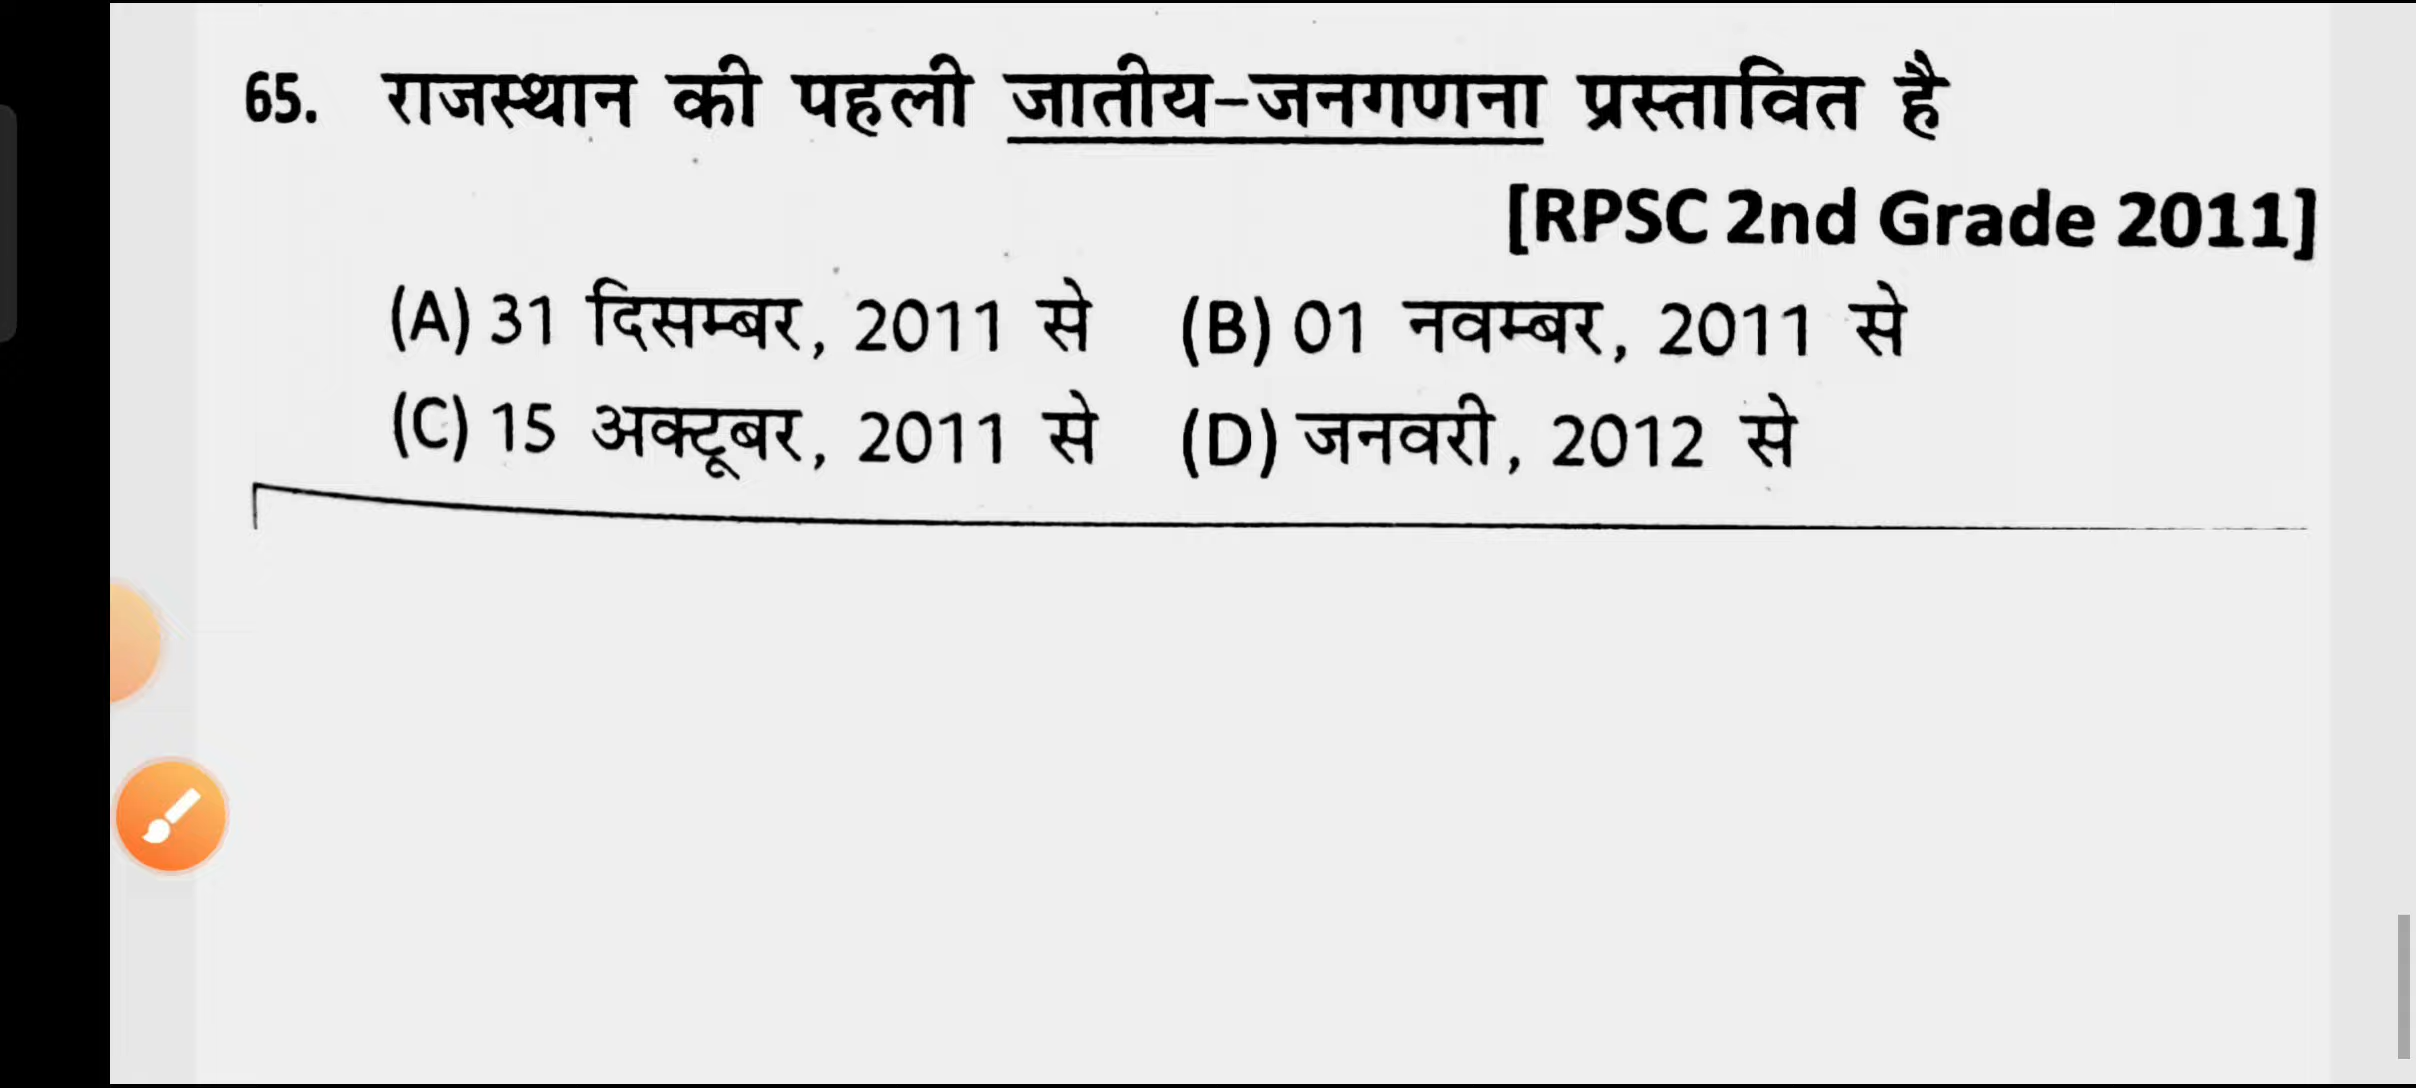 65. राजस्थान की पहली जातीय-जनगणना प्रस्तावित है
[RPSC 2nd Grade 2011]
(A) 31 दिसम्बर, 2011 से (B) 01 नवम्बर, 2011 से
(C) 15 अक्टूबर, 2011 से (D) जनवरी, 2012 से